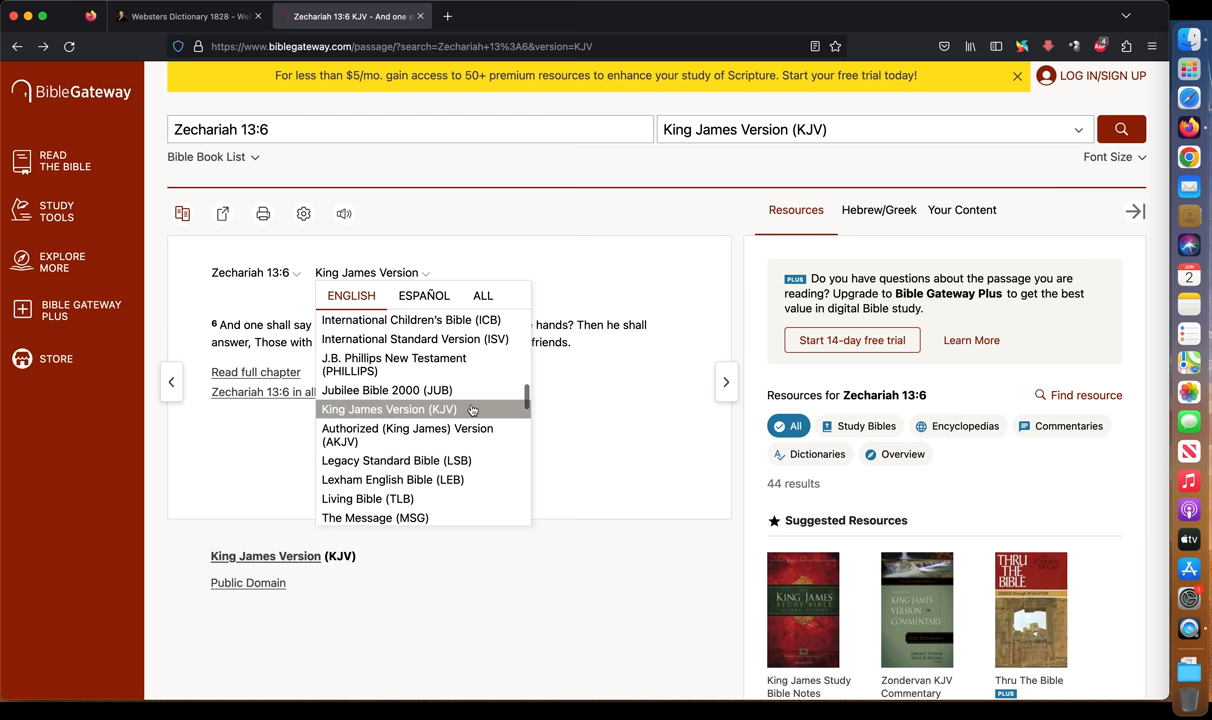 Websters Dictionary 1828 - We
Zechariah 13:6 KJV - And one s
https://www.biblegateway.com/passage/?search=Zechariah+13%3A6&version=KJV
4
For less than $5/mo. gain access to 50+ premium resources to enhance your study of Scripture. Start your free trial today!
LOG IN/SIGN UP
BibleGateway
Zechariah 13:6
King James Version (KJV)
Bible Book List
Font Size
READ
THE BIBLE
STUDY
TOOLS
EXPLORE
MORE
BIBLE GATEWAY
PLUS
STORE
Zechariah 13:6
King James Version
ENGLISH
ESPAÑOL
ALL
International Children's Bible (ICB)
International Standard Version (ISV)
J.B. Phillips New Testament
(PHILLIPS)
Jubilee Bible 2000 (JUB)
King James Version (KJV)
Authorized (King James) Version
(AKJV)
Legacy Standard Bible (LSB)
Lexham English Bible (LEB)
Living Bible (TLB)
The Message (MSG)
6 And one shall say hands? Then he shall
answer, Those with friends.
Read full chapter
Zechariah 13:6 in all
King James Version (KJV)
Public Domain
Resources
Hebrew/Greek
Your Content
PLUS Do you have questions about the passage you are
reading? Upgrade to Bible Gateway Plus to get the best
value in digital Bible study.
Start 14-day free trial
Learn More
Resources for Zechariah 13:6
Find resource
All
Study Bibles
Encyclopedias
Commentaries
Dictionaries
Overview
44 results
Suggested Resources
KING JAMES
STUDY BIBLE
KING JAMES
VERSION
COMMENTARY
THRU
THE
BIBLE
King James Study
Bible Notes
Zondervan KJV
Commentary
Thru The Bible
PLUS
JUN
2
tv
1